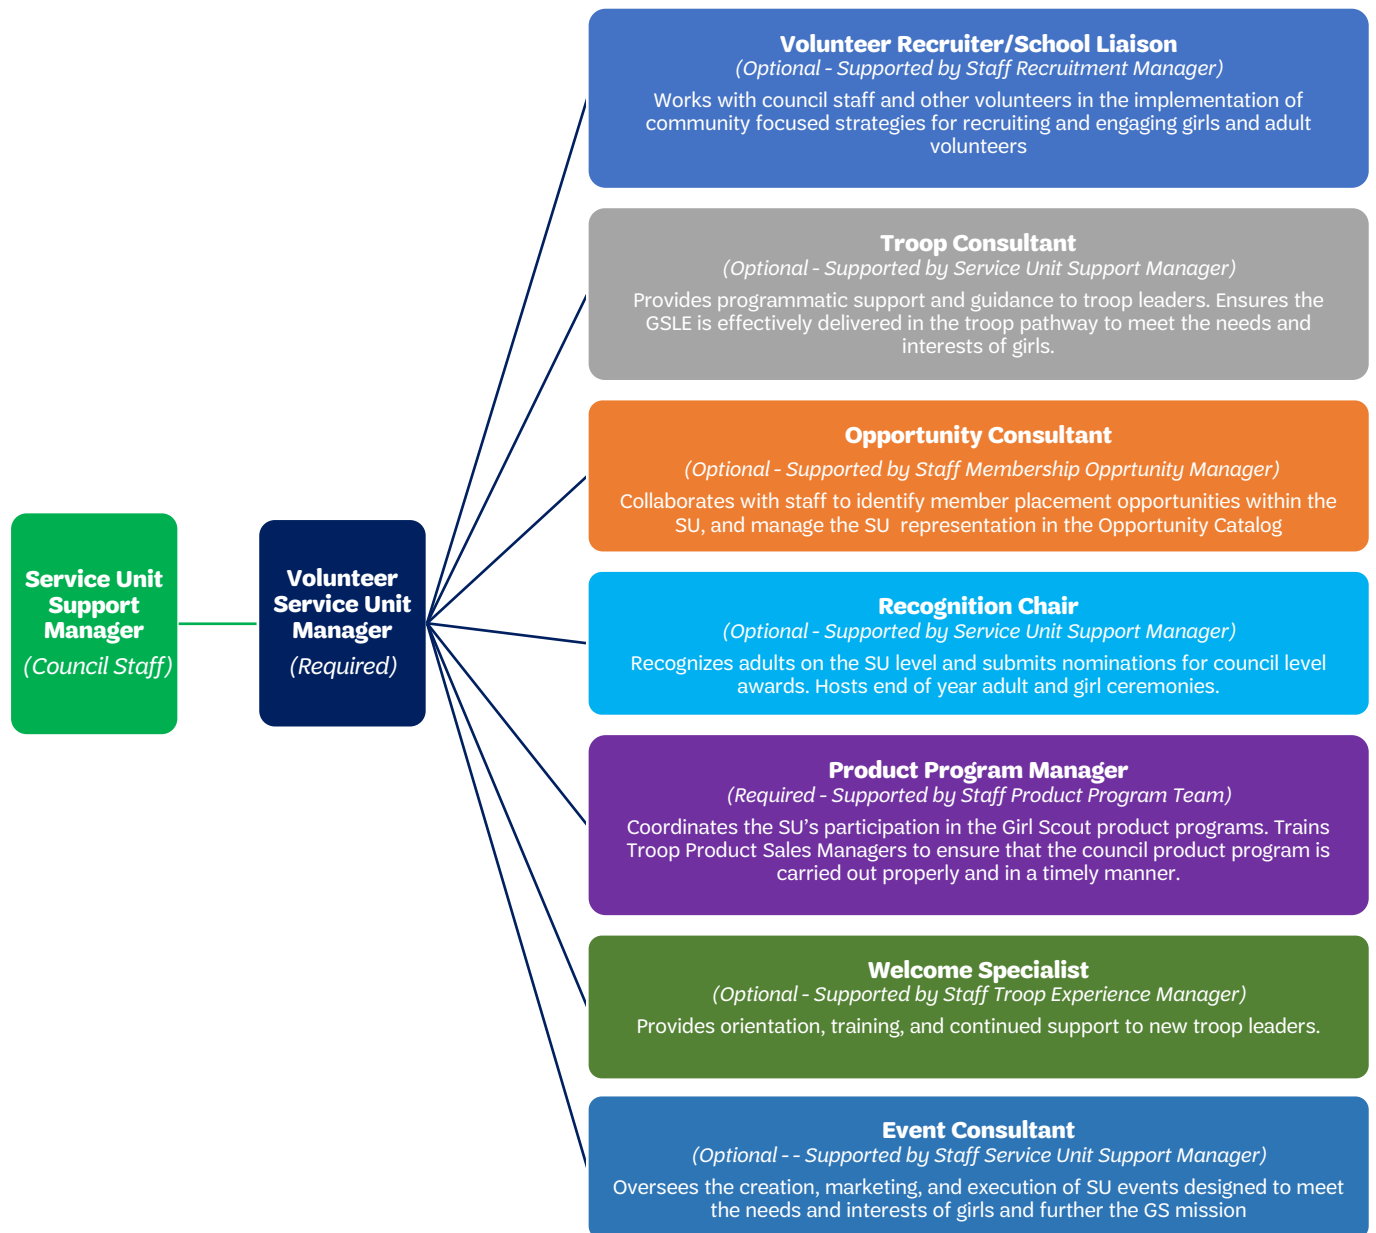 Volunteer Recruiter/School Liaison
(Optional - Supported by Staff Recruitment Manager)
Works with council staff and other volunteers in the implementation of
community focused strategies for recruiting and engaging girls and adult
volunteers
Troop Consultant
(Optional - Supported by Service Unit Support Manager)
Provides programmatic support and guidance to troop leaders. Ensures the
GSLE is effectively delivered in the troop pathway to meet the needs and
interests of girls.
Opportunity Consultant
(Optional - Supported by Staff Membership Opprtunity Manager)
Collaborates with staff to identify member placement opportunities within the
SU, and manage the SU representation in the Opportunity Catalog
Service Unit
Support
Manager
(Council Staff)
Volunteer
Service Unit
Manager
(Required)
Recognition Chair
(Optional - Supported by Service Unit Support Manager)
Recognizes adults on the SU level and submits nominations for council level
awards. Hosts end of year adult and girl ceremonies.
Product Program Manager
(Required - Supported by Staff Product Program Team)
Coordinates the SU’s participation in the Girl Scout product programs. Trains
Troop Product Sales Managers to ensure that the council product program is
carried out properly and in a timely manner.
Welcome Specialist
(Optional - Supported by Staff Troop Experience Manager)
Provides orientation, training, and continued support to new troop leaders.
Event Consultant
(Optional - - Supported by Staff Service Unit Support Manager)
Oversees the creation, marketing, and execution of SU events designed to meet
the needs and interests of girls and further the GS mission